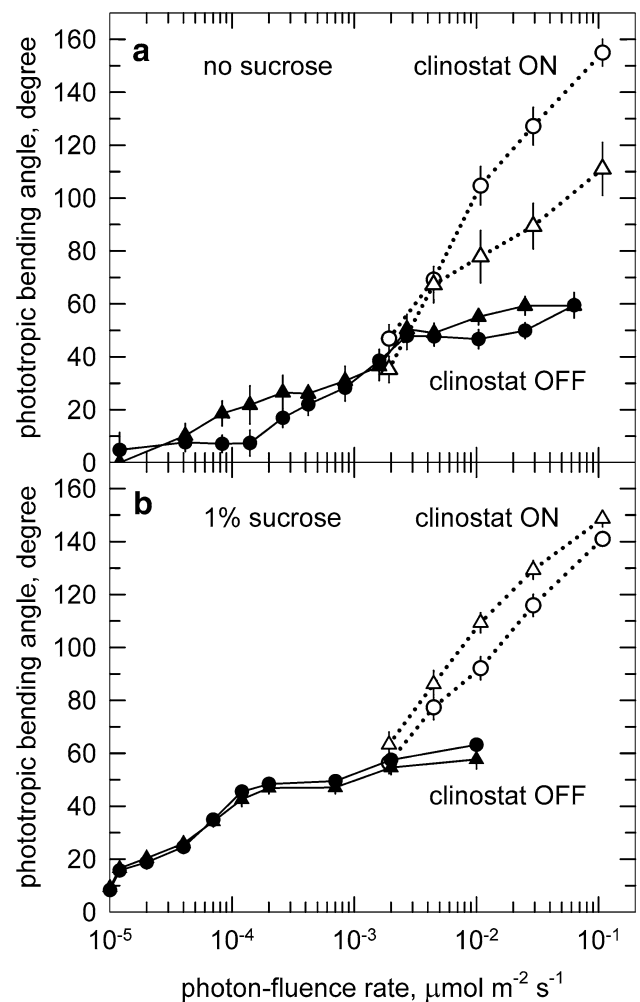 a
no sucrose
clinostat ON
clinostat OFF
phototropic bending angle, degree
160
140
120
100
80
60
40
20
0
b
1% sucrose
clinostat ON
clinostat OFF
phototropic bending angle, degree
160
140
120
100
80
60
40
20
0
10⁻⁵ 10⁻⁴ 10⁻³ 10⁻² 10⁻¹
photon-fluence rate, μmol m⁻² s⁻¹